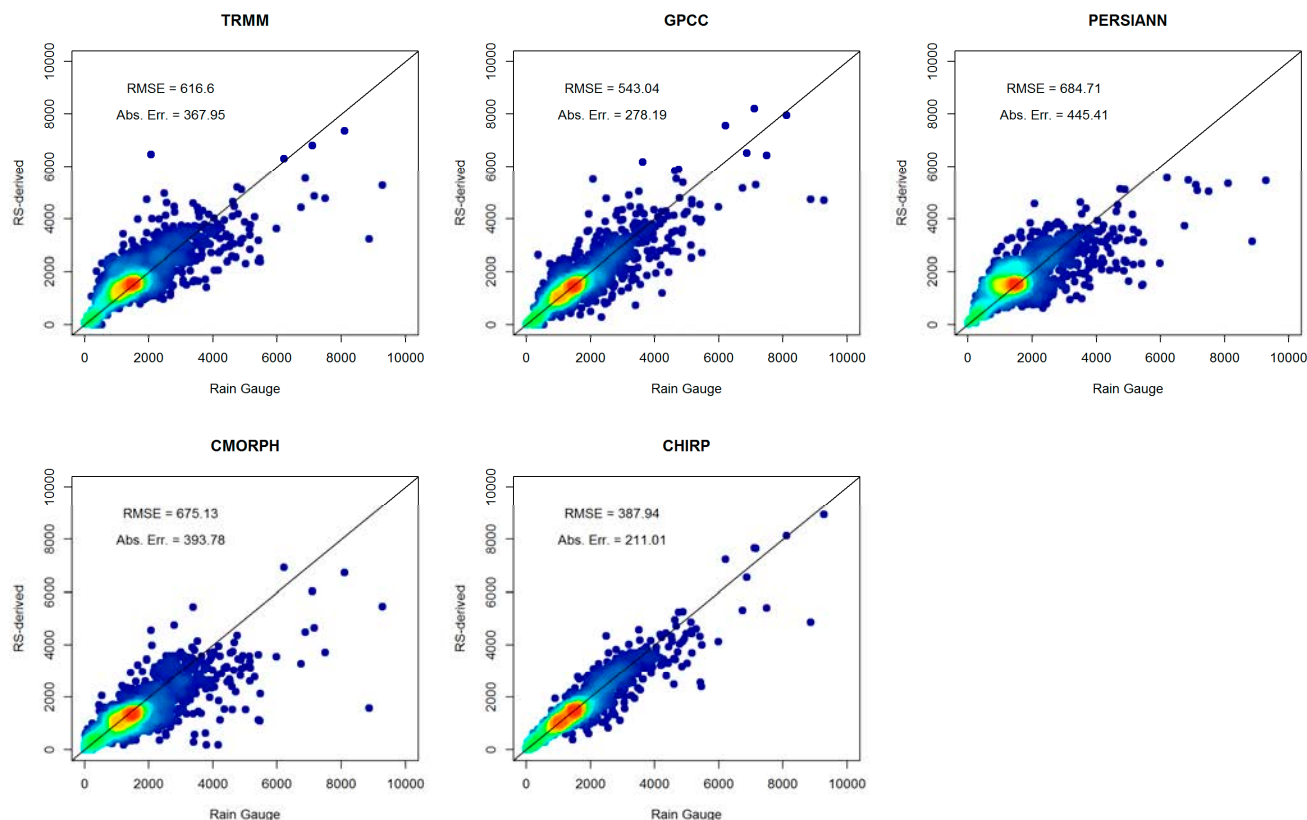 TRMM
RMSE = 616.6
Abs. Err. = 367.95
RS-derived
0 2000 4000 6000 8000 10000
0 2000 4000 6000 8000 10000
Rain Gauge
GPCC
RMSE = 543.04
Abs. Err. = 278.19
RS-derived
0 2000 4000 6000 8000 10000
0 2000 4000 6000 8000 10000
Rain Gauge
PERSIANN
RMSE = 684.71
Abs. Err. = 445.41
RS-derived
0 2000 4000 6000 8000 10000
0 2000 4000 6000 8000 10000
Rain Gauge
CMORPH
RMSE = 675.13
Abs. Err. = 393.78
RS-derived
0 2000 4000 6000 8000 10000
0 2000 4000 6000 8000 10000
Rain Gauge
CHIRP
RMSE = 387.94
Abs. Err. = 211.01
RS-derived
0 2000 4000 6000 8000 10000
0 2000 4000 6000 8000 10000
Rain Gauge